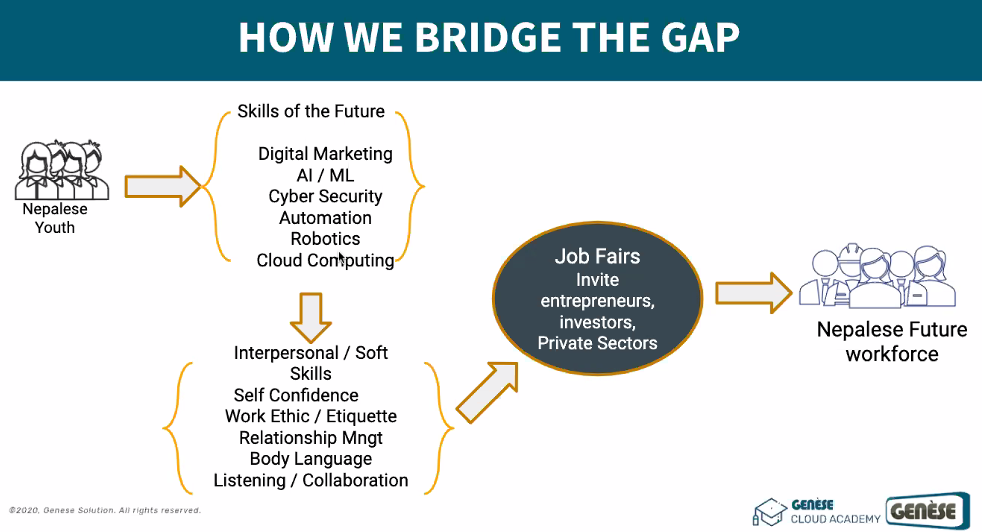 HOW WE BRIDGE THE GAP
Nepalese
Youth
Skills of the Future
Digital Marketing
AI / ML
Cyber Security
Automation
Robotics
Cloud Computing
Interpersonal / Soft
Skills
Self Confidence
Work Ethic / Etiquette
Relationship Mngt
Body Language
Listening / Collaboration
Job Fairs
Invite
entrepreneurs,
investors,
Private Sectors
Nepalese Future
workforce
©2020, Genese Solution. All rights reserved.
GENÈSE
CLOUD ACADEMY
GENÈSE